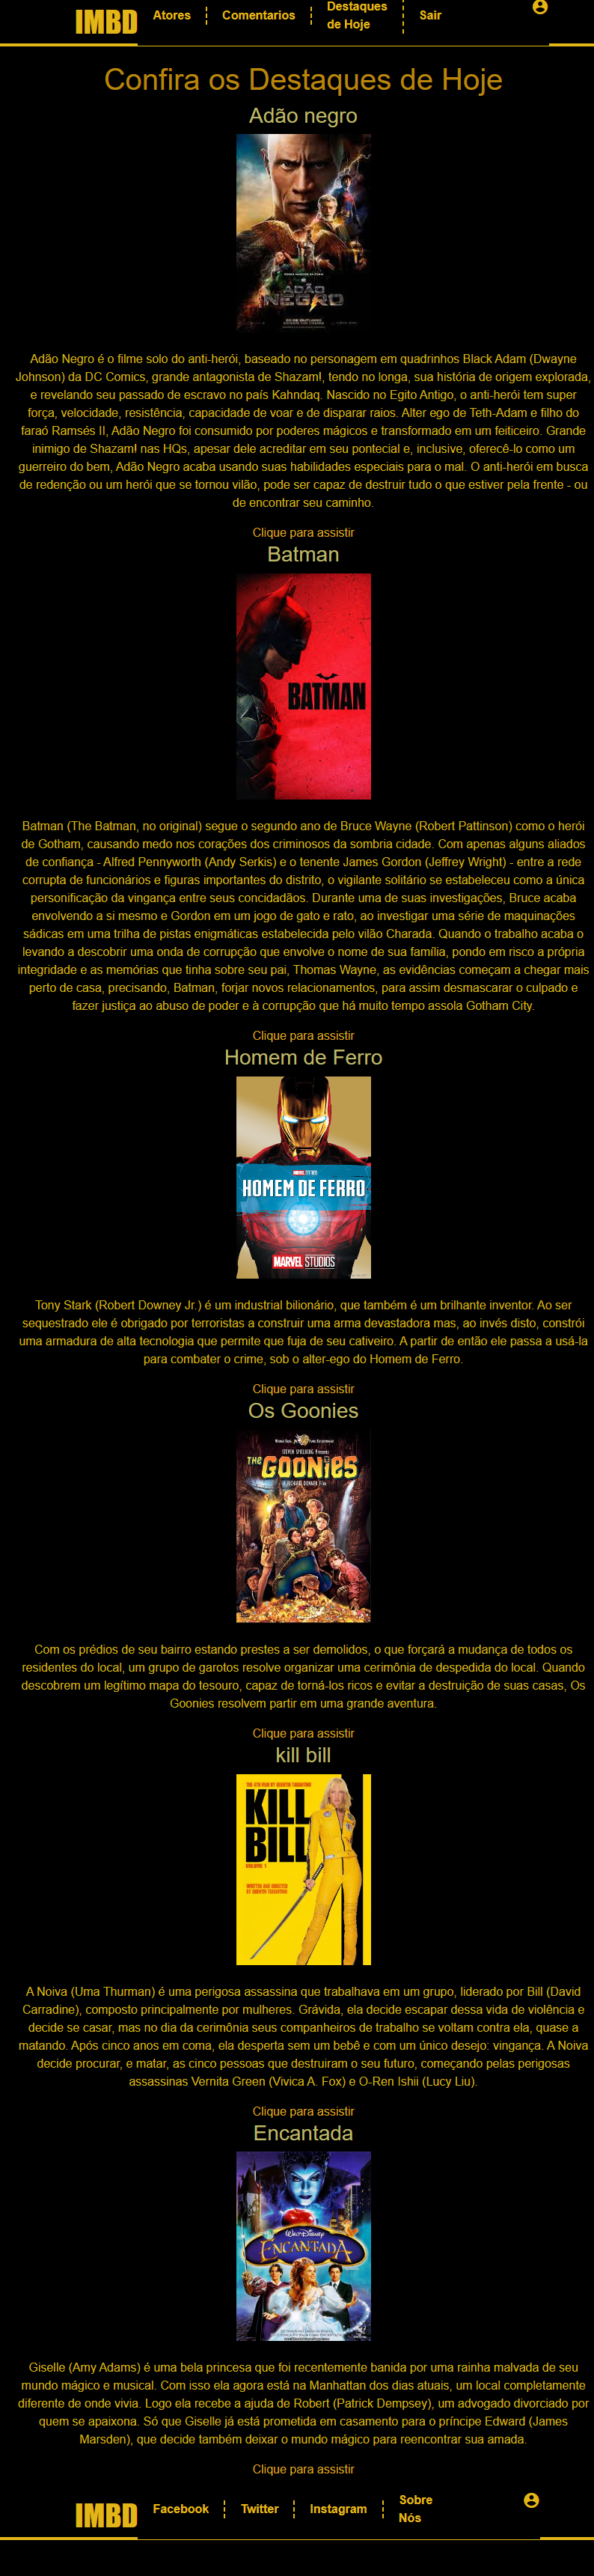 IMBD
Atores
Comentarios
Destaques
de Hoje
Sair
Confira os Destaques de Hoje
Adão negro
ADÃO
NEGRO
Adão Negro é o filme solo do anti-herói, baseado no personagem em quadrinhos Black Adam (Dwayne
Johnson) da DC Comics, grande antagonista de Shazam!, tendo no longa, sua história de origem explorada,
e revelando seu passado de escravo no país Kahndaq. Nascido no Egito Antigo, o anti-herói tem super
força, velocidade, resistência, capacidade de voar e de disparar raios. Alter ego de Teth-Adam e filho do
faraó Ramsés II, Adão Negro foi consumido por poderes mágicos e transformado em um feiticeiro. Grande
inimigo de Shazam! nas HQs, apesar dele acreditar em seu pontecial e, inclusive, oferecê-lo como um
guerreiro do bem, Adão Negro acaba usando suas habilidades especiais para o mal. O anti-herói em busca
de redenção ou um herói que se tornou vilão, pode ser capaz de destruir tudo o que estiver pela frente - ou
de encontrar seu caminho.
Clique para assistir
Batman
BATMAN
Batman (The Batman, no original) segue o segundo ano de Bruce Wayne (Robert Pattinson) como o herói
de Gotham, causando medo nos corações dos criminosos da sombria cidade. Com apenas alguns aliados
de confiança - Alfred Pennyworth (Andy Serkis) e o tenente James Gordon (Jeffrey Wright) - entre a rede
corrupta de funcionários e figuras importantes do distrito, o vigilante solitário se estabeleceu como a única
personificação da vingança entre seus concidadãos. Durante uma de suas investigações, Bruce acaba
envolvendo a si mesmo e Gordon em um jogo de gato e rato, ao investigar uma série de maquinações
sádicas em uma trilha de pistas enigmáticas estabelecida pelo vilão Charada. Quando o trabalho acaba o
levando a descobrir uma onda de corrupção que envolve o nome de sua família, pondo em risco a própria
integridade e as memórias que tinha sobre seu pai, Thomas Wayne, as evidências começam a chegar mais
perto de casa, precisando, Batman, forjar novos relacionamentos, para assim desmascarar o culpado e
fazer justiça ao abuso de poder e à corrupção que há muito tempo assola Gotham City.
Clique para assistir
Homem de Ferro
HOMEM DE FERRO
MARVEL STUDIOS
Tony Stark (Robert Downey Jr.) é um industrial bilionário, que também é um brilhante inventor. Ao ser
sequestrado ele é obrigado por terroristas a construir uma arma devastadora mas, ao invés disto, constrói
uma armadura de alta tecnologia que permite que fuja de seu cativeiro. A partir de então ele passa a usá-la
para combater o crime, sob o alter-ego do Homem de Ferro.
Clique para assistir
Os Goonies
STEVEN SPIELBERG Presents
THE GOONIES
A RICHARD DONNER Film
Com os prédios de seu bairro estando prestes a ser demolidos, o que forçará a mudança de todos os
residentes do local, um grupo de garotos resolve organizar uma cerimônia de despedida do local. Quando
descobrem um legítimo mapa do tesouro, capaz de torná-los ricos e evitar a destruição de suas casas, Os
Goonies resolvem partir em uma grande aventura.
Clique para assistir
kill bill
THE 4TH FILM BY QUENTIN TARANTINO
KILL
BILL
VOLUME 1
WRITTEN AND DIRECTED
BY QUENTIN TARANTINO
A Noiva (Uma Thurman) é uma perigosa assassina que trabalhava em um grupo, liderado por Bill (David
Carradine), composto principalmente por mulheres. Grávida, ela decide escapar dessa vida de violência e
decide se casar, mas no dia da cerimônia seus companheiros de trabalho se voltam contra ela, quase a
matando. Após cinco anos em coma, ela desperta sem um bebê e com um único desejo: vingança. A Noiva
decide procurar, e matar, as cinco pessoas que destruiram o seu futuro, começando pelas perigosas
assassinas Vernita Green (Vivica A. Fox) e O-Ren Ishii (Lucy Liu).
Clique para assistir
Encantada
WALT DISNEY
ENCANTADA
Giselle (Amy Adams) é uma bela princesa que foi recentemente banida por uma rainha malvada de seu
mundo mágico e musical. Com isso ela agora está na Manhattan dos dias atuais, um local completamente
diferente de onde vivia. Logo ela recebe a ajuda de Robert (Patrick Dempsey), um advogado divorciado por
quem se apaixona. Só que Giselle já está prometida em casamento para o príncipe Edward (James
Marsden), que decide também deixar o mundo mágico para reencontrar sua amada.
Clique para assistir
IMBD
Facebook
Twitter
Instagram
Sobre
Nós